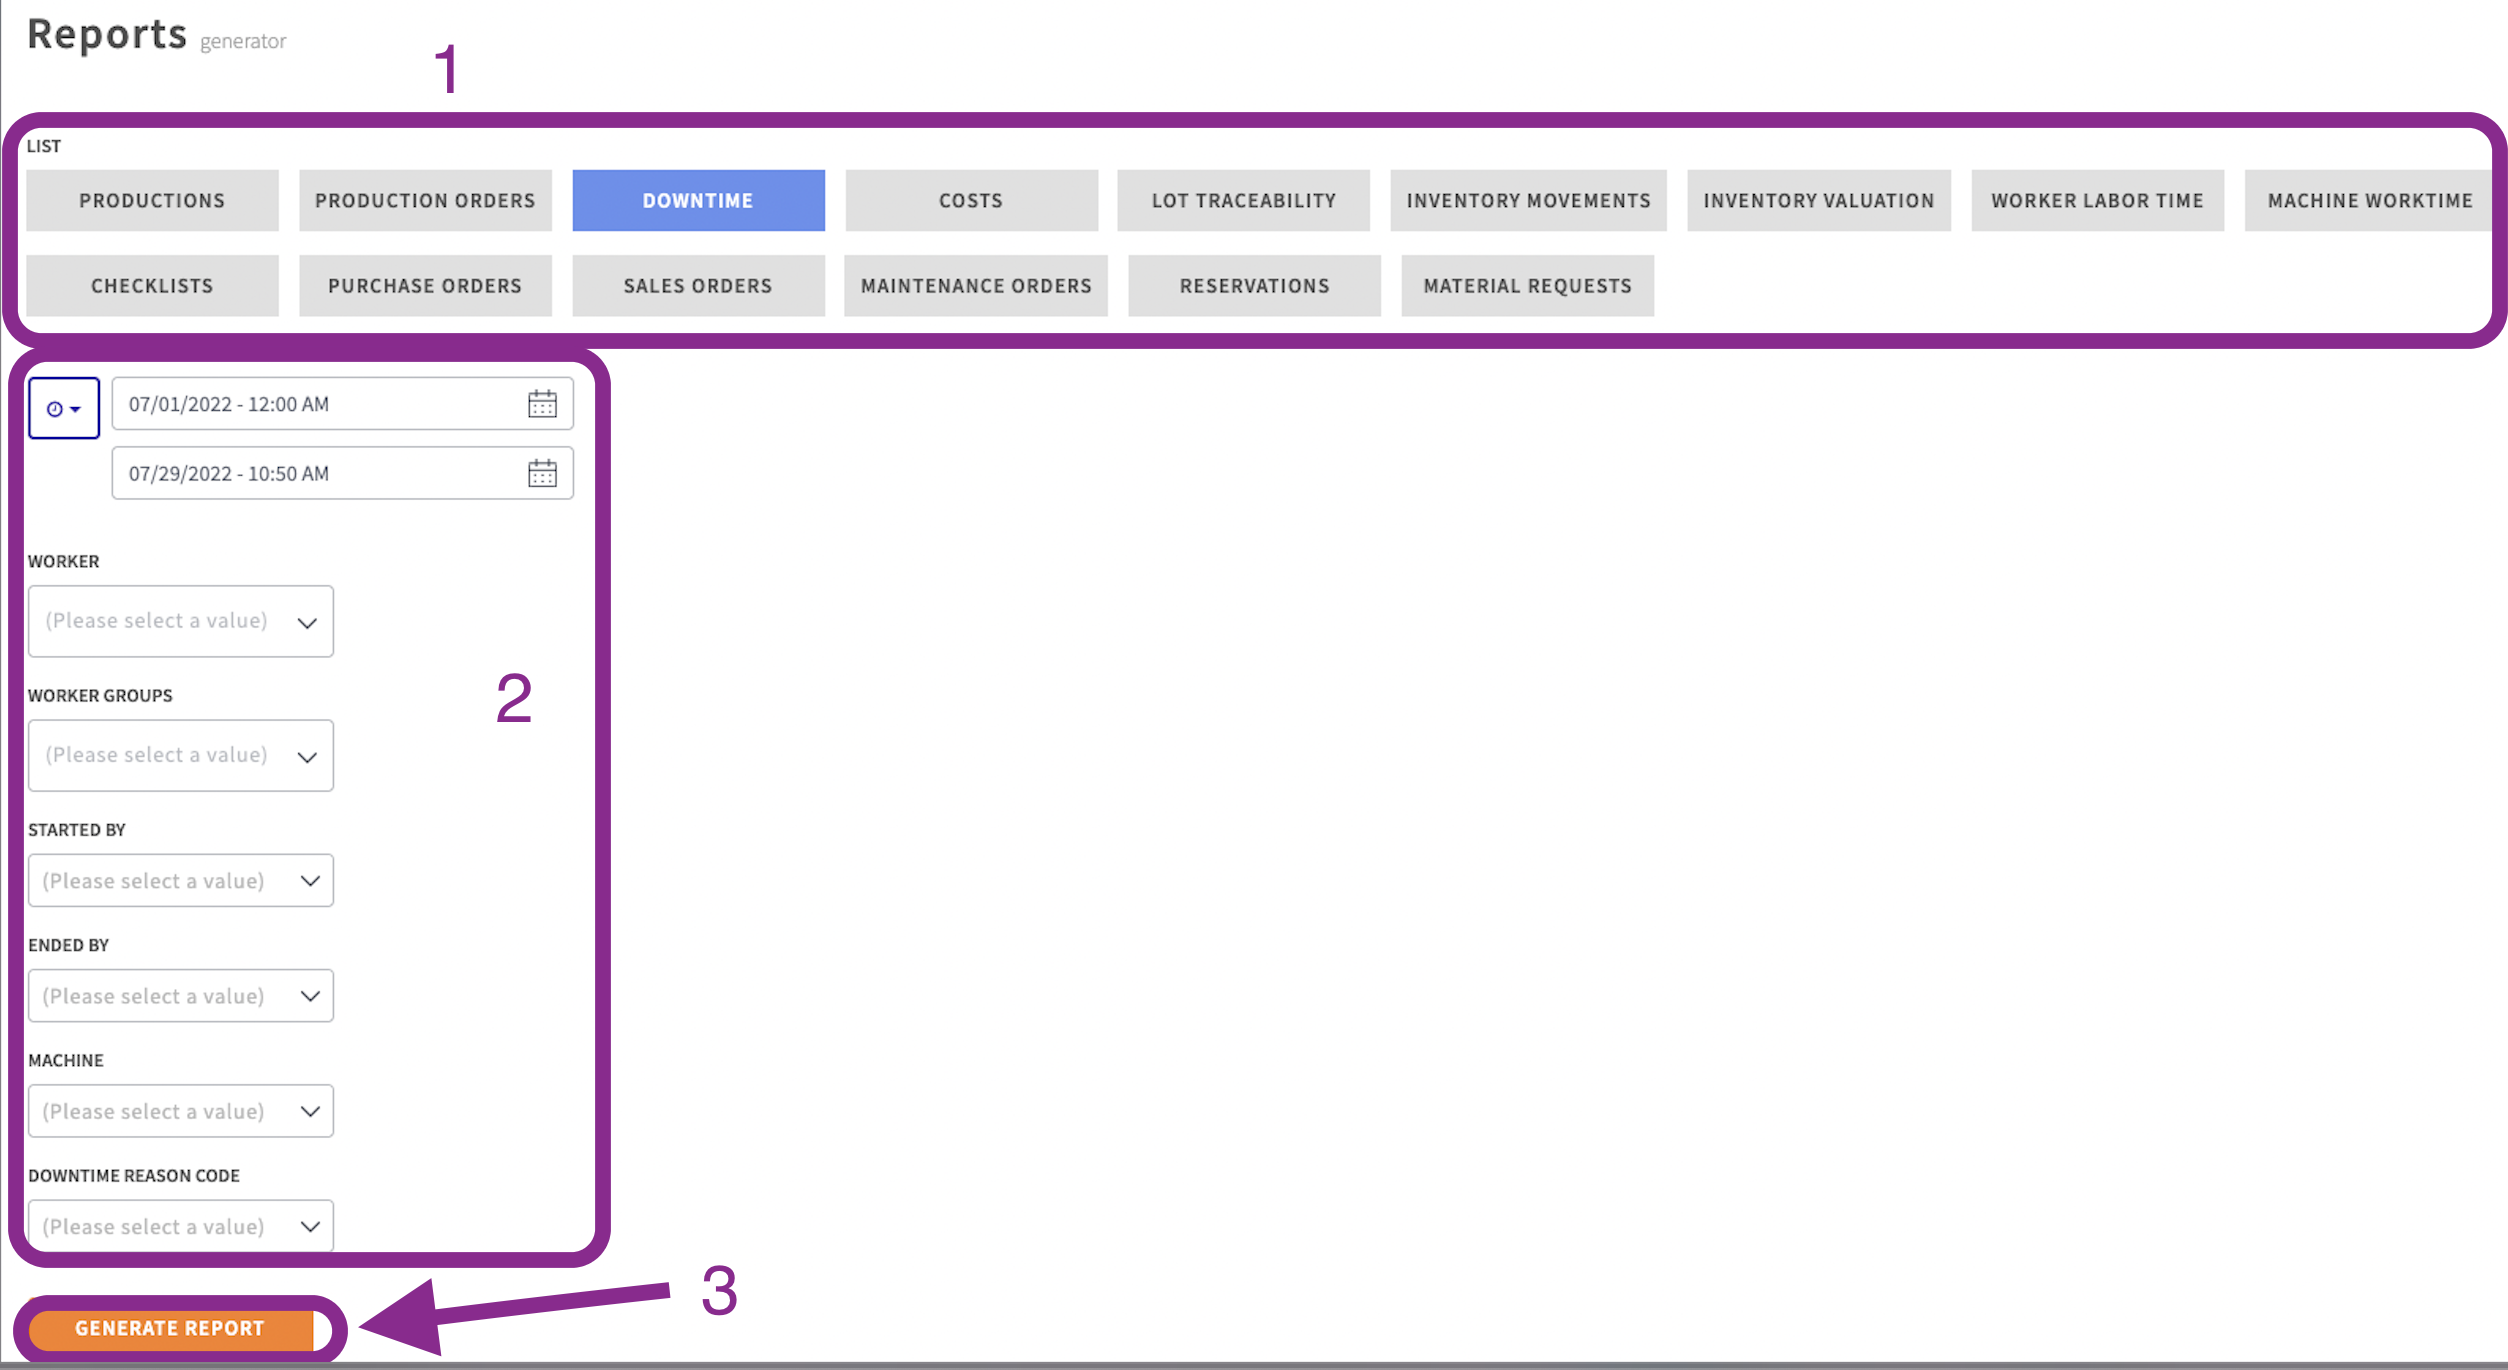 Reports generator
1
LIST
PRODUCTIONS PRODUCTION ORDERS DOWNTIME COSTS LOT TRACEABILITY INVENTORY MOVEMENTS INVENTORY VALUATION WORKER LABOR TIME MACHINE WORKTIME
CHECKLISTS PURCHASE ORDERS SALES ORDERS MAINTENANCE ORDERS RESERVATIONS MATERIAL REQUESTS
07/01/2022 - 12:00 AM
07/29/2022 - 10:50 AM
WORKER
(Please select a value)
2
WORKER GROUPS
(Please select a value)
STARTED BY
(Please select a value)
ENDED BY
(Please select a value)
MACHINE
(Please select a value)
DOWNTIME REASON CODE
(Please select a value)
3
GENERATE REPORT